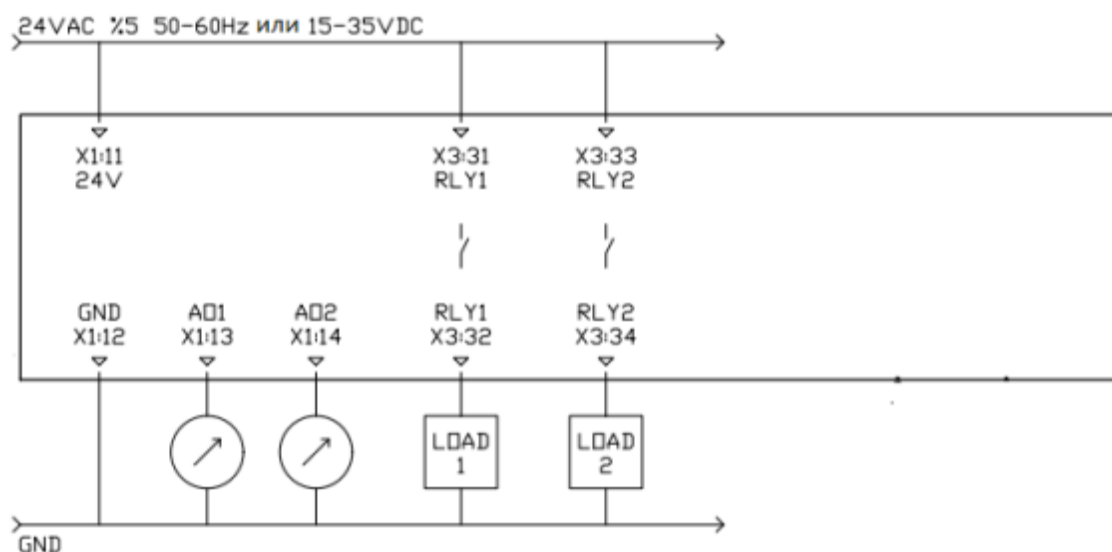 24VAC %5 50-60Hz или 15-35VDC
X1:11 X3:31 X3:33
24V RLY1 RLY2
GND AO1 AO2 RLY1 RLY2
X1:12 X1:13 X1:14 X3:32 X3:34
LOAD LOAD
1 2
GND